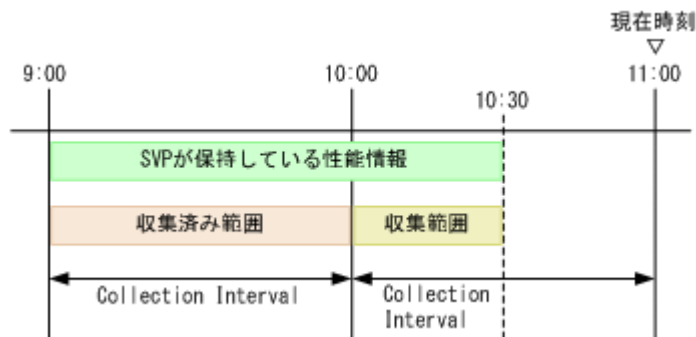 現在時刻
▽
9:00
10:00
11:00
10:30
SVPが保持している性能情報
収集済み範囲
収集範囲
Collection Interval
Collection
Interval